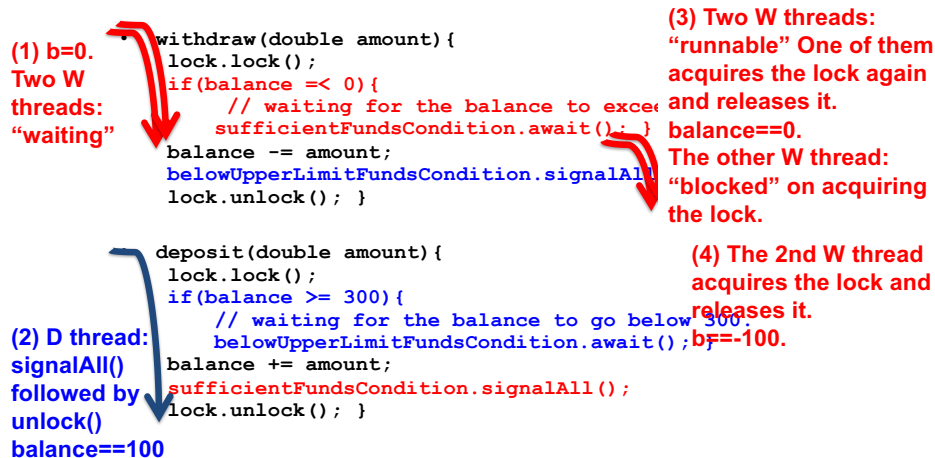 (1) b=0.
Two W
threads:
“waiting”
• withdraw(double amount){
lock.lock();
if(balance =< 0){
// waiting for the balance to excee
sufficientFundsCondition.await(); }
balance -= amount;
belowUpperLimitFundsCondition.signalAll
lock.unlock(); }
(3) Two W threads:
“runnable” One of them
acquires the lock again
and releases it.
balance==0.
The other W thread:
“blocked” on acquiring
the lock.
deposit(double amount){
lock.lock();
if(balance >= 300){
// waiting for the balance to go below 300.
belowUpperLimitFundsCondition.await(); }
balance += amount;
sufficientFundsCondition.signalAll();
lock.unlock(); }
(2) D thread:
signalAll()
followed by
unlock()
balance==100
(4) The 2nd W thread
acquires the lock and
releases it.
b==-100.